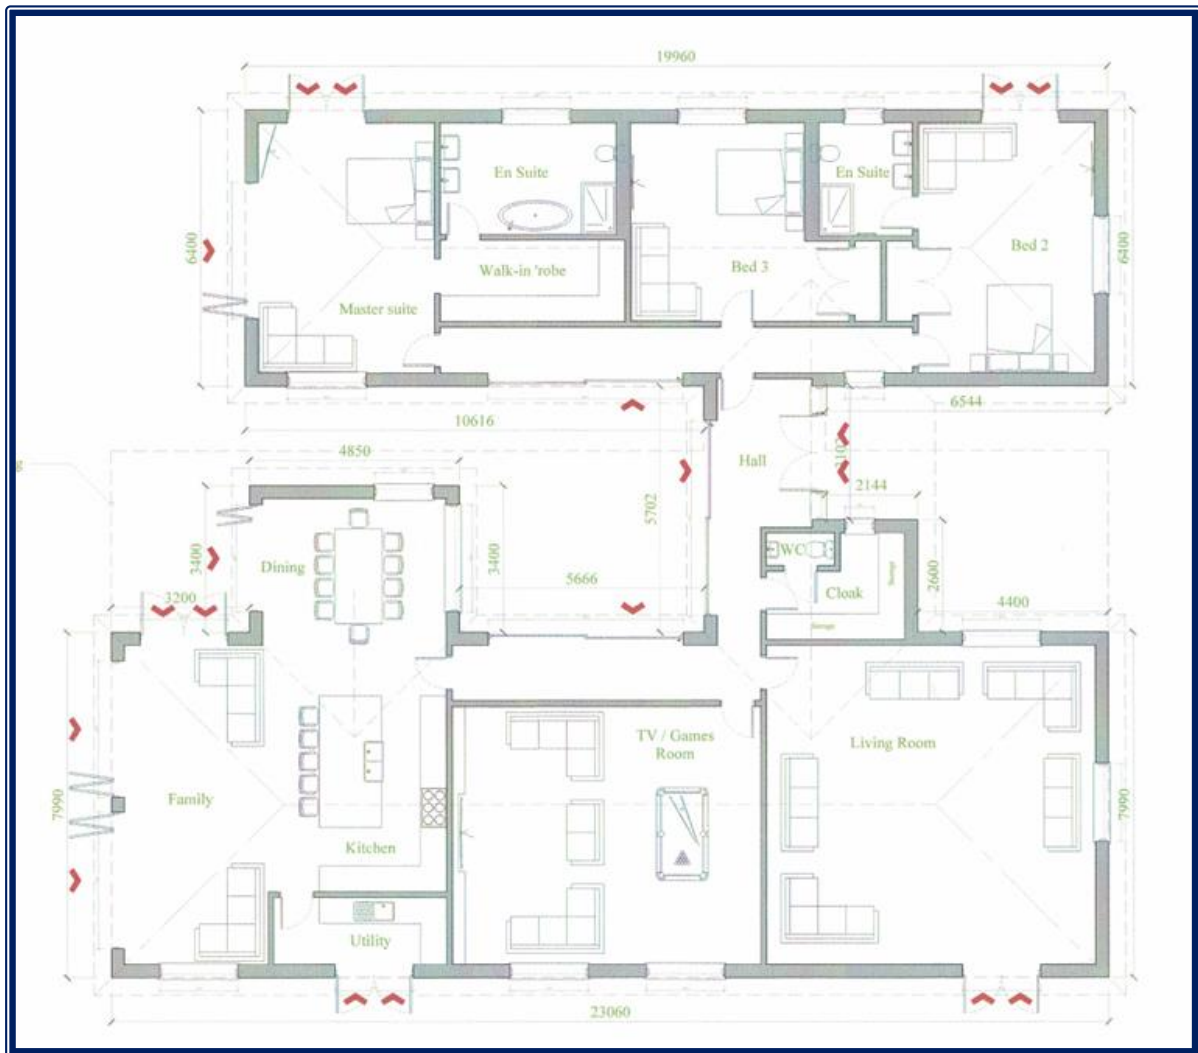 19960
En Suite
En Suite
6400
Walk-in 'robe
Bed 3
Bed 2
6400
Master suite
10616
6544
4850
Hall
2144
5702
3400
Dining
3400
WC
Cloak
Storage
2600
3200
5666
4400
Storage
TV / Games
Room
Living Room
7990
Family
7990
Kitchen
Utility
23060